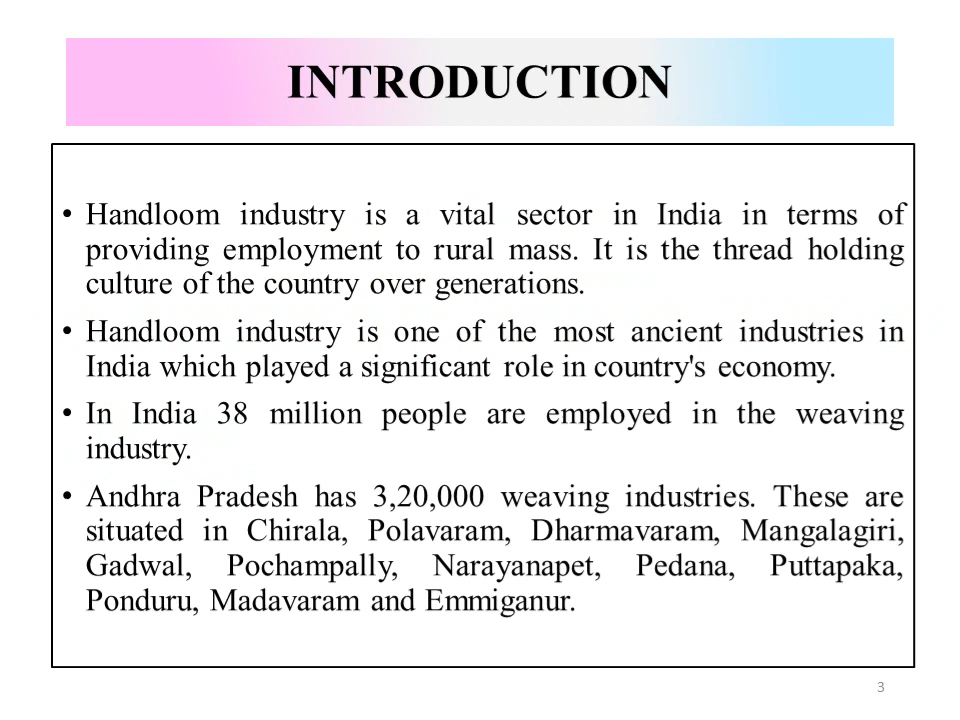 INTRODUCTION
• Handloom industry is a vital sector in India in terms of
providing employment to rural mass. It is the thread holding
culture of the country over generations.
• Handloom industry is one of the most ancient industries in
India which played a significant role in country's economy.
• In India 38 million people are employed in the weaving
industry.
• Andhra Pradesh has 3,20,000 weaving industries. These are
situated in Chirala, Polavaram, Dharmavaram, Mangalagiri,
Gadwal, Pochampally, Narayanapet, Pedana, Puttapaka,
Ponduru, Madavaram and Emmiganur.
3